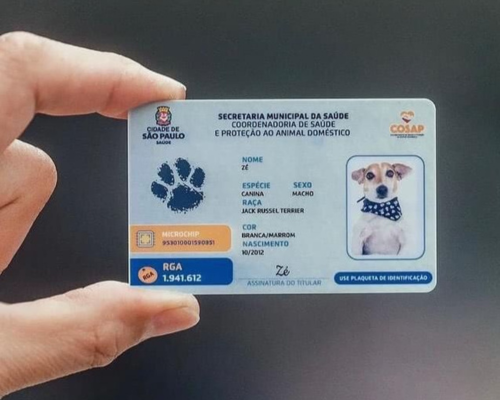 CIDADE DE
SÃO PAULO
SAÚDE
SECRETARIA MUNICIPAL DA SAÚDE
COORDENADORIA DE SAÚDE
E PROTEÇÃO AO ANIMAL DOMÉSTICO
COSAP
NOME
ZÉ
ESPÉCIE SEXO
CANINA MACHO
RAÇA
JACK RUSSEL TERRIER
COR
BRANCA/MARROM
NASCIMENTO
10/2012
MICROCHIP
RGA
RGA
1.941.612
Zé
ASSINATURA DO TITULAR
USE PLAQUETA DE IDENTIFICAÇÃO